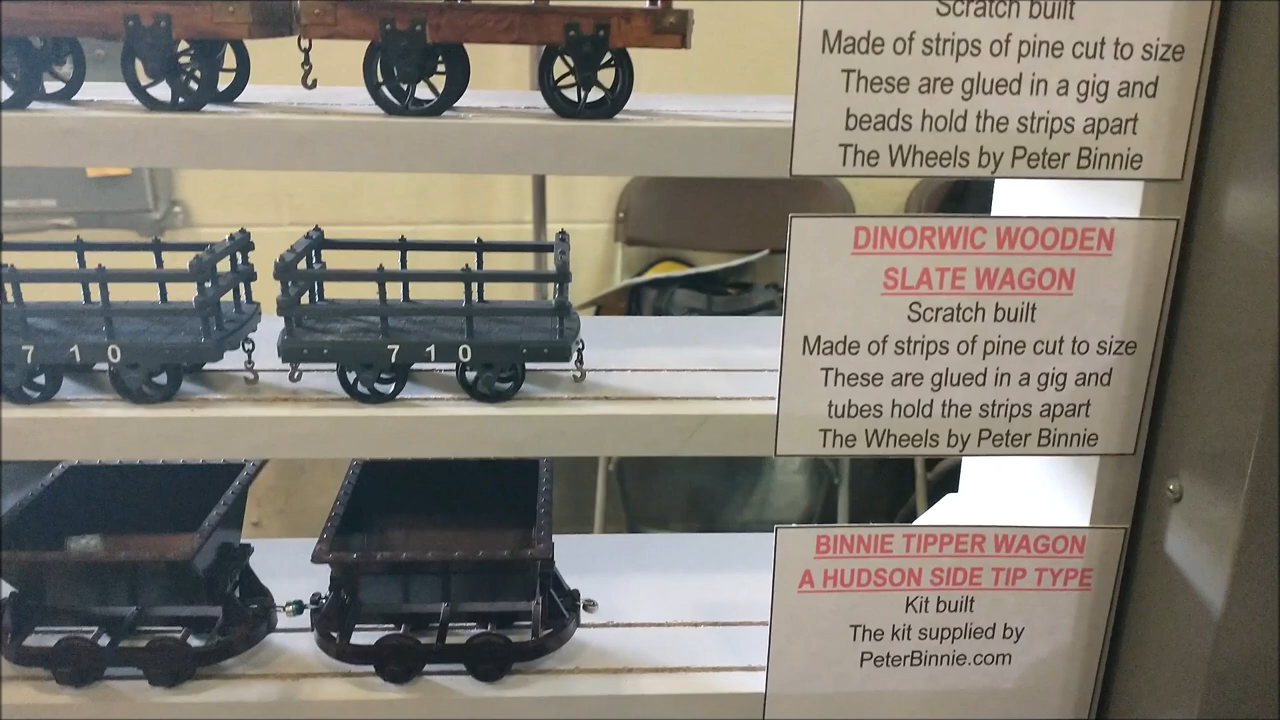 Scratch built
Made of strips of pine cut to size
These are glued in a gig and
beads hold the strips apart
The Wheels by Peter Binnie
DINORWIC WOODEN
SLATE WAGON
Scratch built
Made of strips of pine cut to size
These are glued in a gig and
tubes hold the strips apart
The Wheels by Peter Binnie
7 1 0
7 1 0
BINNIE TIPPER WAGON
A HUDSON SIDE TIP TYPE
Kit built
The kit supplied by
PeterBinnie.com